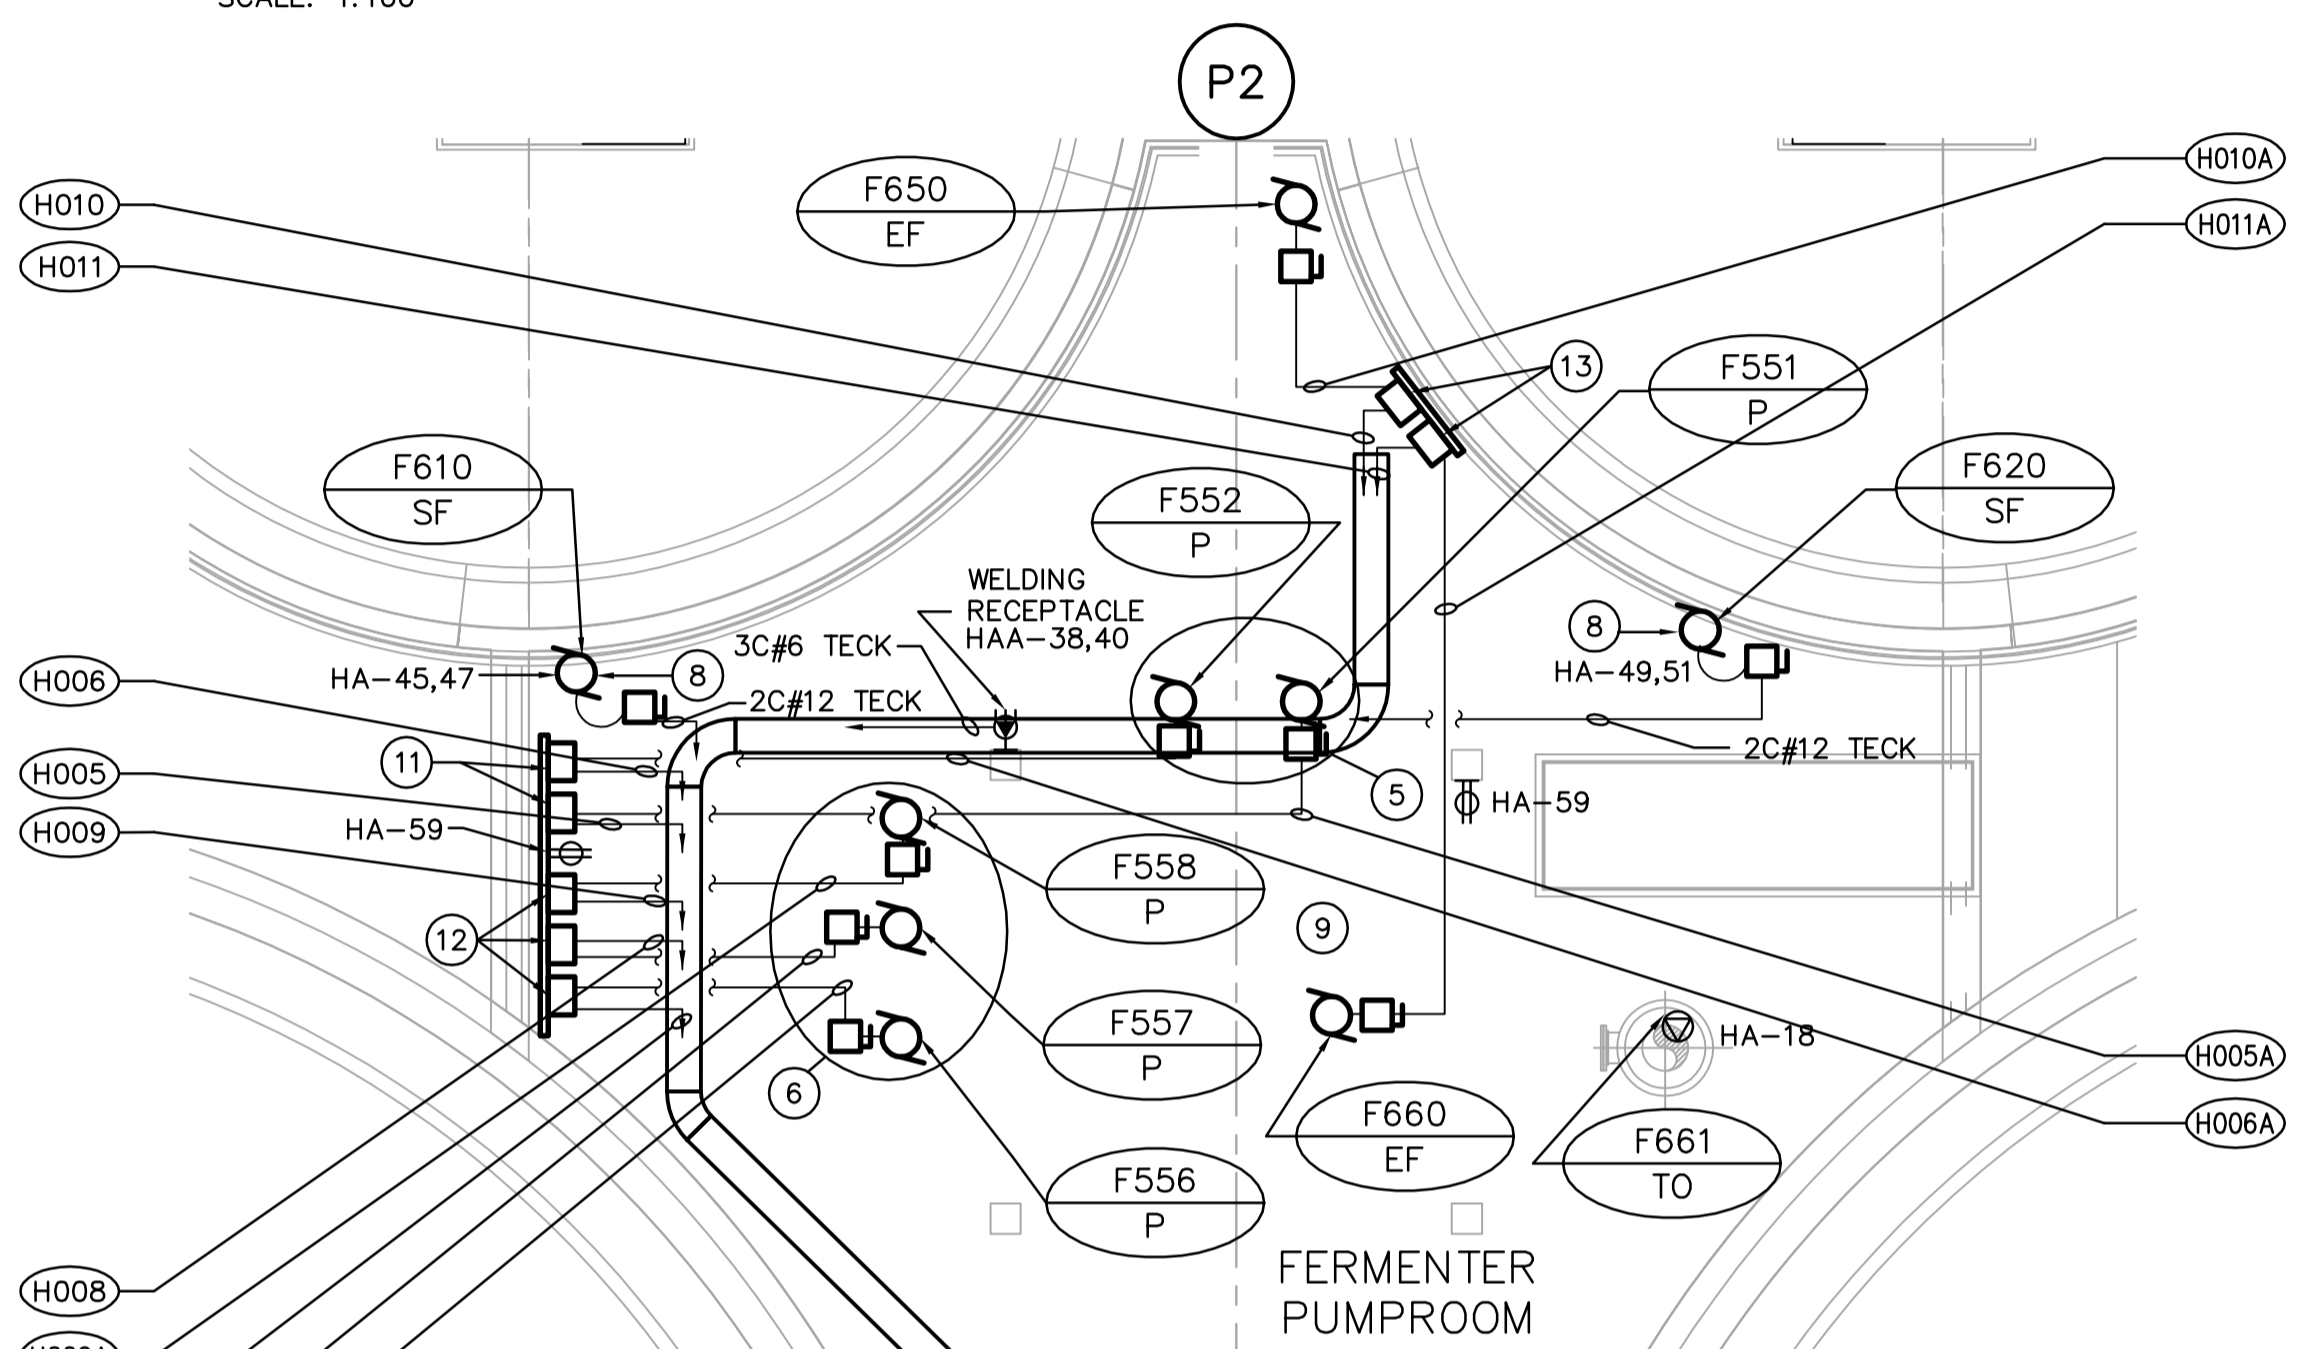 SCALE: 1:100
P2
H010A
F650
EF
H010
H011A
H011
13
F551
P
F610
SF
F552
P
F620
SF
WELDING
RECEPTACLE
HAA-38,40
3C#6 TECK
8
HA-49,51
H006
HA-45,47
8
2C#12 TECK
2C#12 TECK
11
H005
5
HA-59
HA-59
H009
F558
P
12
9
F557
P
HA-18
H005A
6
F660
EF
F661
TO
H006A
F556
P
FERMENTER
PUMPROOM
H008